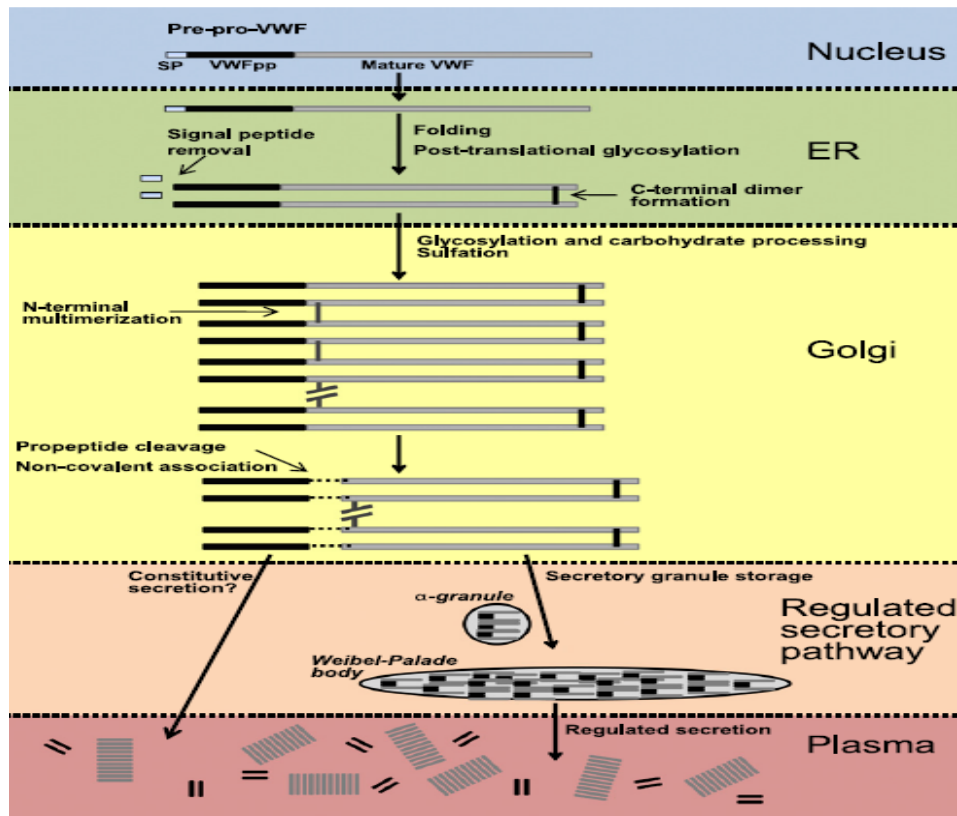 Pre-pro-VWF
Nucleus
SP
VWFpp
Mature VWF
Signal peptide
removal
Folding
Post-translational glycosylation
ER
C-terminal dimer
formation
Glycosylation and carbohydrate processing
Sulfation
N-terminal
multimerization
Golgi
Propeptide cleavage
Non-covalent association
Constitutive
secretion?
Secretory granule storage
α-granule
Regulated
secretory
pathway
Weibel-Palade
body
Regulated secretion
Plasma